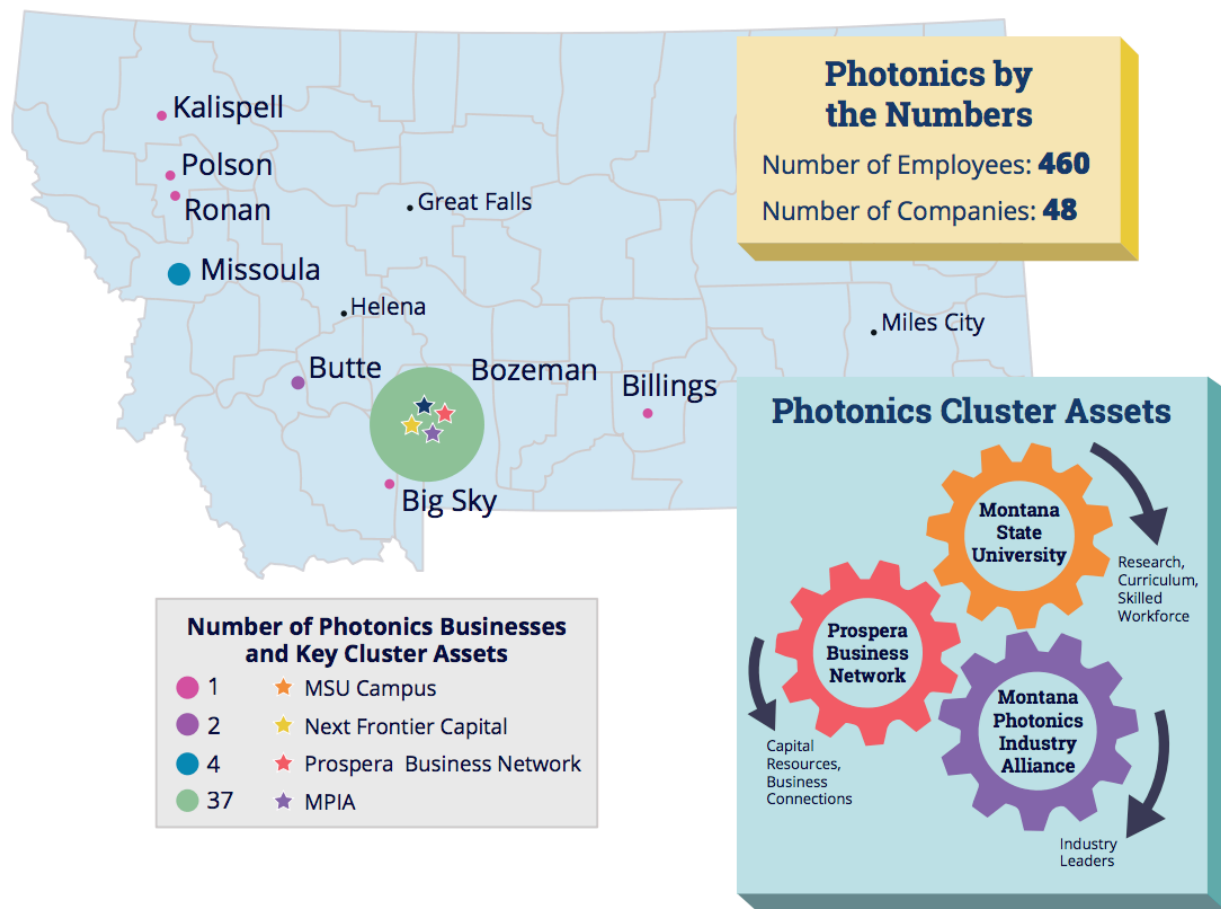 Kalispell
Polson
Ronan
Great Falls
Missoula
Helena
Miles City
Butte
Bozeman
Billings
Big Sky
Photonics by
the Numbers
Number of Employees: 460
Number of Companies: 48
Number of Photonics Businesses
and Key Cluster Assets
1
MSU Campus
2
Next Frontier Capital
4
Prospera Business Network
37
MPIA
Photonics Cluster Assets
Montana
State
University
Research,
Curriculum,
Skilled
Workforce
Prospera
Business
Network
Capital
Resources,
Business
Connections
Montana
Photonics
Industry
Alliance
Industry
Leaders